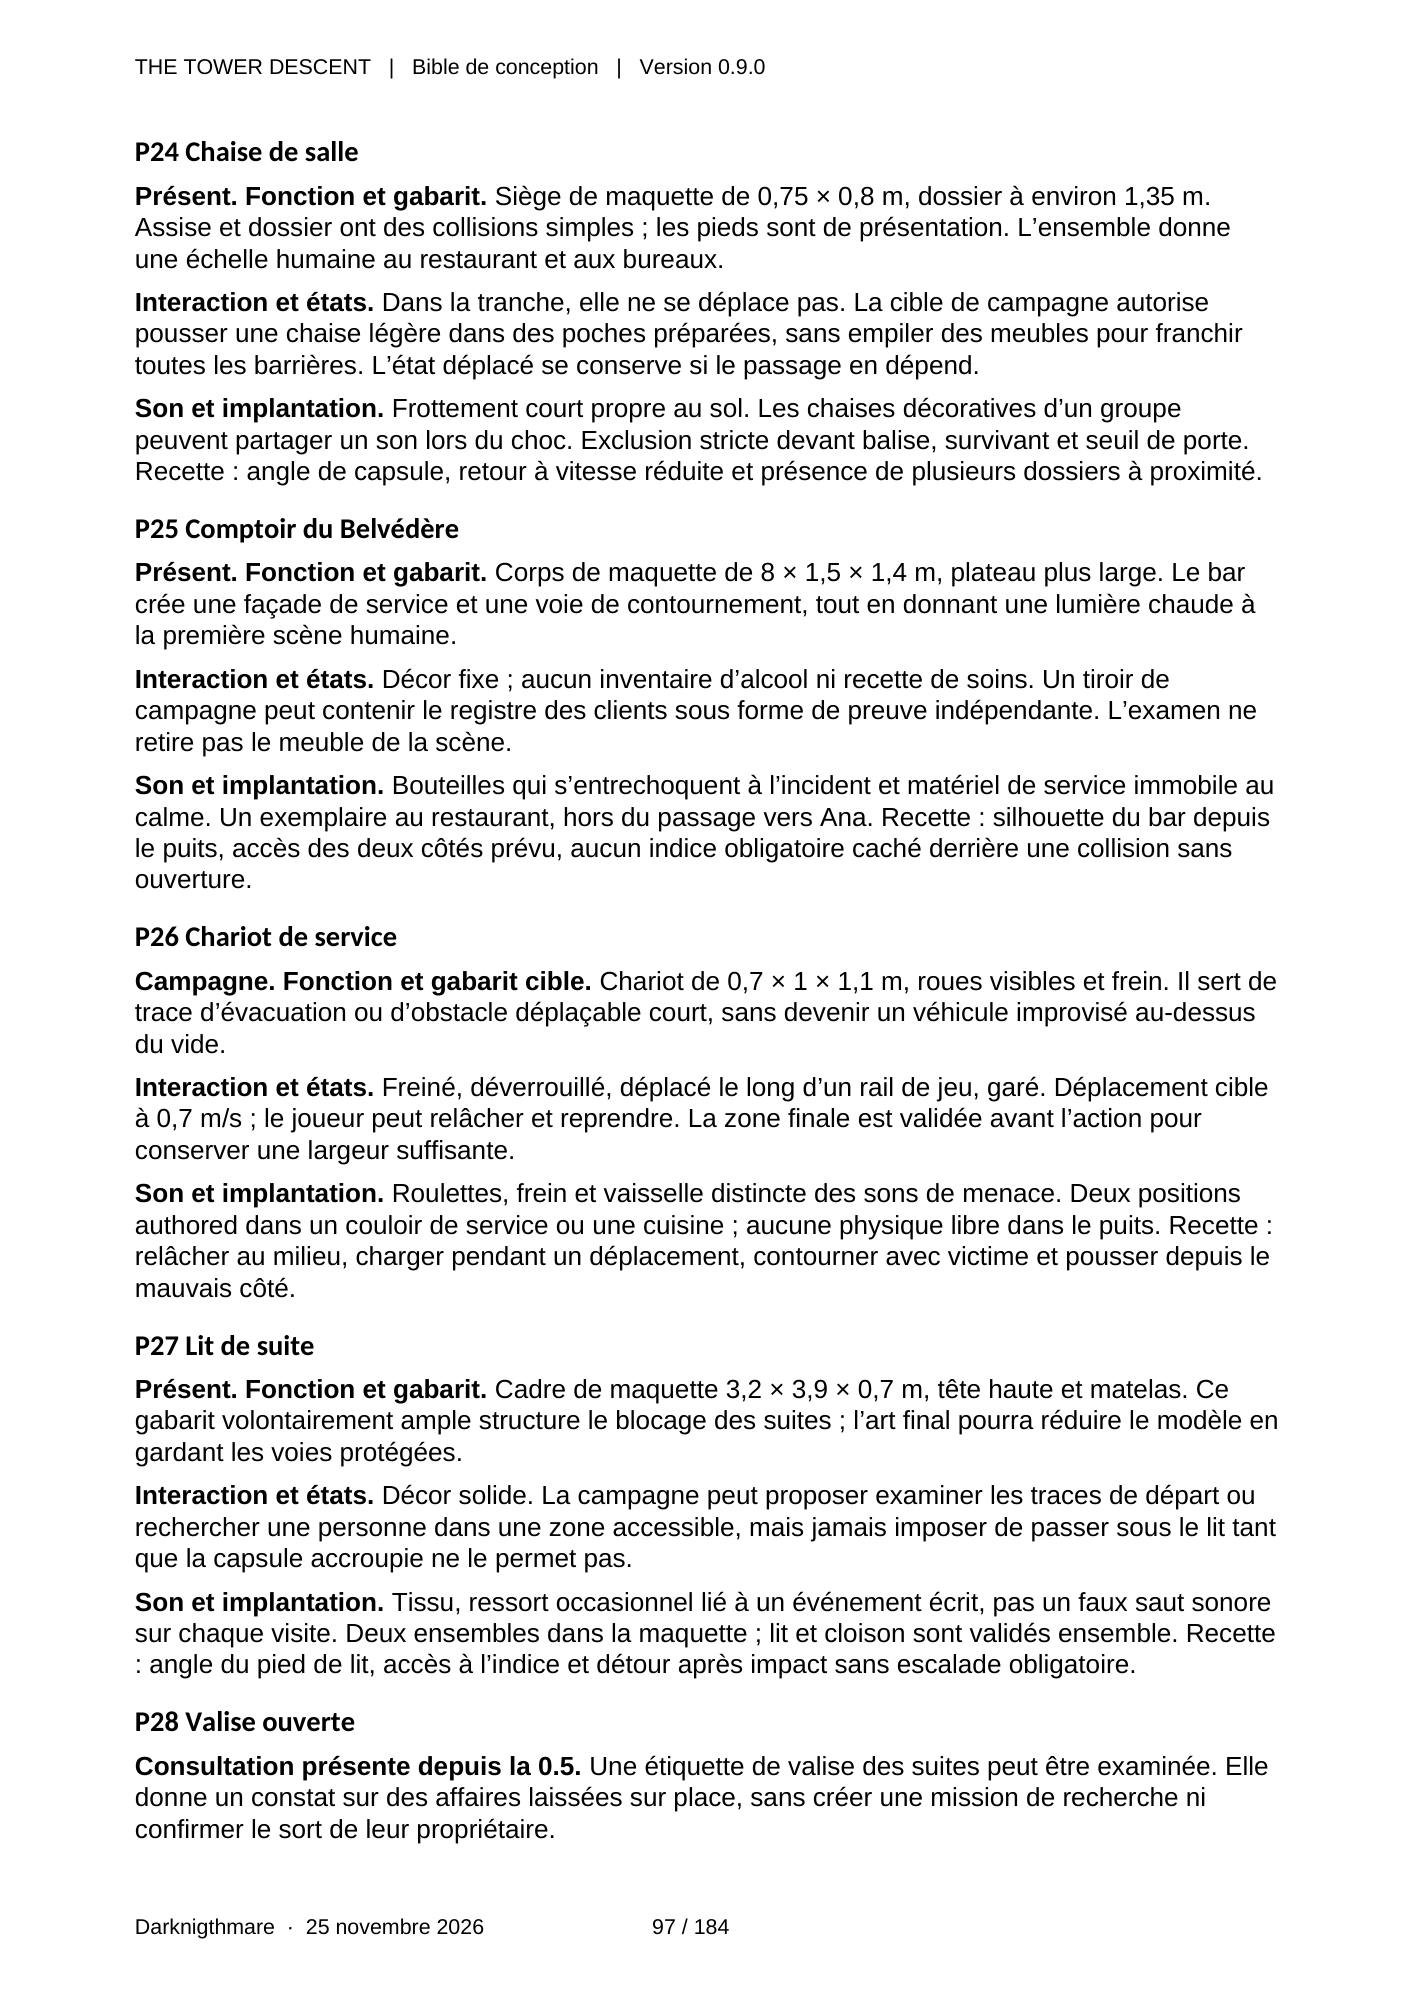 THE TOWER DESCENT | Bible de conception | Version 0.9.0
P24 Chaise de salle
Présent. Fonction et gabarit. Siège de maquette de 0,75 × 0,8 m, dossier à environ 1,35 m.
Assise et dossier ont des collisions simples ; les pieds sont de présentation. L’ensemble donne
une échelle humaine au restaurant et aux bureaux.
Interaction et états. Dans la tranche, elle ne se déplace pas. La cible de campagne autorise
pousser une chaise légère dans des poches préparées, sans empiler des meubles pour franchir
toutes les barrières. L’état déplacé se conserve si le passage en dépend.
Son et implantation. Frottement court propre au sol. Les chaises décoratives d’un groupe
peuvent partager un son lors du choc. Exclusion stricte devant balise, survivant et seuil de porte.
Recette : angle de capsule, retour à vitesse réduite et présence de plusieurs dossiers à proximité.
P25 Comptoir du Belvédère
Présent. Fonction et gabarit. Corps de maquette de 8 × 1,5 × 1,4 m, plateau plus large. Le bar
crée une façade de service et une voie de contournement, tout en donnant une lumière chaude à
la première scène humaine.
Interaction et états. Décor fixe ; aucun inventaire d’alcool ni recette de soins. Un tiroir de
campagne peut contenir le registre des clients sous forme de preuve indépendante. L’examen ne
retire pas le meuble de la scène.
Son et implantation. Bouteilles qui s’entrechoquent à l’incident et matériel de service immobile au
calme. Un exemplaire au restaurant, hors du passage vers Ana. Recette : silhouette du bar depuis
le puits, accès des deux côtés prévu, aucun indice obligatoire caché derrière une collision sans
ouverture.
P26 Chariot de service
Campagne. Fonction et gabarit cible. Chariot de 0,7 × 1 × 1,1 m, roues visibles et frein. Il sert de
trace d’évacuation ou d’obstacle déplaçable court, sans devenir un véhicule improvisé au-dessus
du vide.
Interaction et états. Freiné, déverrouillé, déplacé le long d’un rail de jeu, garé. Déplacement cible
à 0,7 m/s ; le joueur peut relâcher et reprendre. La zone finale est validée avant l’action pour
conserver une largeur suffisante.
Son et implantation. Roulettes, frein et vaisselle distincte des sons de menace. Deux positions
authored dans un couloir de service ou une cuisine ; aucune physique libre dans le puits. Recette :
relâcher au milieu, charger pendant un déplacement, contourner avec victime et pousser depuis le
mauvais côté.
P27 Lit de suite
Présent. Fonction et gabarit. Cadre de maquette 3,2 × 3,9 × 0,7 m, tête haute et matelas. Ce
gabarit volontairement ample structure le blocage des suites ; l’art final pourra réduire le modèle en
gardant les voies protégées.
Interaction et états. Décor solide. La campagne peut proposer examiner les traces de départ ou
rechercher une personne dans une zone accessible, mais jamais imposer de passer sous le lit tant
que la capsule accroupie ne le permet pas.
Son et implantation. Tissu, ressort occasionnel lié à un événement écrit, pas un faux saut sonore
sur chaque visite. Deux ensembles dans la maquette ; lit et cloison sont validés ensemble. Recette
: angle du pied de lit, accès à l’indice et détour après impact sans escalade obligatoire.
P28 Valise ouverte
Consultation présente depuis la 0.5. Une étiquette de valise des suites peut être examinée. Elle
donne un constat sur des affaires laissées sur place, sans créer une mission de recherche ni
confirmer le sort de leur propriétaire.
Darknigthmare · 25 novembre 2026 97 / 184